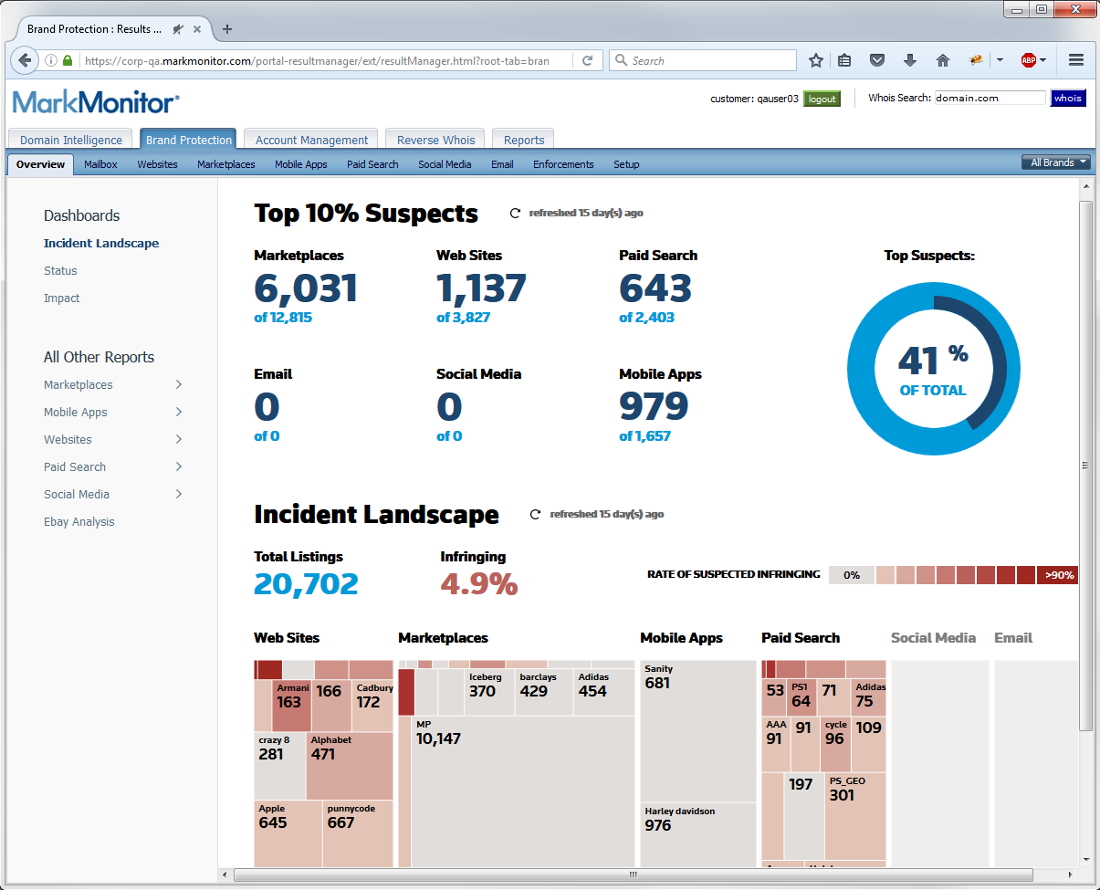 Brand Protection : Results ...
https://corp-qa.markmonitor.com/portal-resultmanager/ext/resultManager.html?root-tab=bran
Search
ABP
MarkMonitor
customer: qauser03 logout
Whois Search: domain.com whois
Domain Intelligence Brand Protection Account Management Reverse Whois Reports
Overview Mailbox Websites Marketplaces Mobile Apps Paid Search Social Media Email Enforcements Setup
All Brands
Dashboards
Incident Landscape
Status
Impact
All Other Reports
Marketplaces
Mobile Apps
Websites
Paid Search
Social Media
Ebay Analysis
Top 10% Suspects refreshed 15 day(s) ago
Marketplaces Web Sites Paid Search
6,031 1,137 643
of 12,815 of 3,827 of 2,403
Email Social Media Mobile Apps
0 0 979
of 0 of 0 of 1,657
Top Suspects:
41 %
OF TOTAL
Incident Landscape refreshed 15 day(s) ago
Total Listings Infringing
20,702 4.9%
RATE OF SUSPECTED INFRINGING 0% >90%
Web Sites Marketplaces Mobile Apps Paid Search Social Media Email
Armani
163
166
Cadbury
172
crazy 8
281
Alphabet
471
Apple
645
punnycode
667
Iceberg
370
barclays
429
Adidas
454
MP
10,147
Sanity
681
Harley davidson
976
53
PS1
64
71
Adidas
75
AAA
91
91
cycle
96
109
197
PS_GEO
301